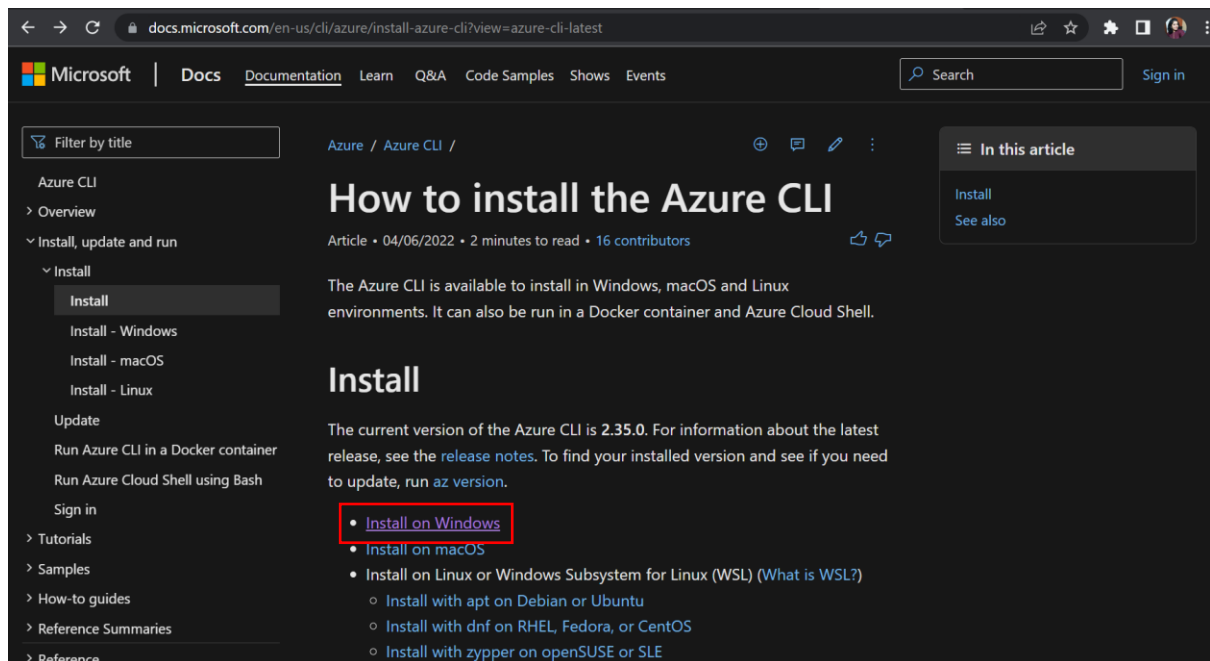 docs.microsoft.com/en-us/cli/azure/install-azure-cli?view=azure-cli-latest
Microsoft | Docs Documentation Learn Q&A Code Samples Shows Events Search Sign in
Filter by title
Azure CLI
Overview
Install, update and run
Install
Install
Install - Windows
Install - macOS
Install - Linux
Update
Run Azure CLI in a Docker container
Run Azure Cloud Shell using Bash
Sign in
Tutorials
Samples
How-to guides
Reference Summaries
Reference
Azure / Azure CLI /
How to install the Azure CLI
Article • 04/06/2022 • 2 minutes to read • 16 contributors
The Azure CLI is available to install in Windows, macOS and Linux
environments. It can also be run in a Docker container and Azure Cloud Shell.
Install
The current version of the Azure CLI is 2.35.0. For information about the latest
release, see the release notes. To find your installed version and see if you need
to update, run az version.
• Install on Windows
• Install on macOS
• Install on Linux or Windows Subsystem for Linux (WSL) (What is WSL?)
○ Install with apt on Debian or Ubuntu
○ Install with dnf on RHEL, Fedora, or CentOS
○ Install with zypper on openSUSE or SLE
In this article
Install
See also